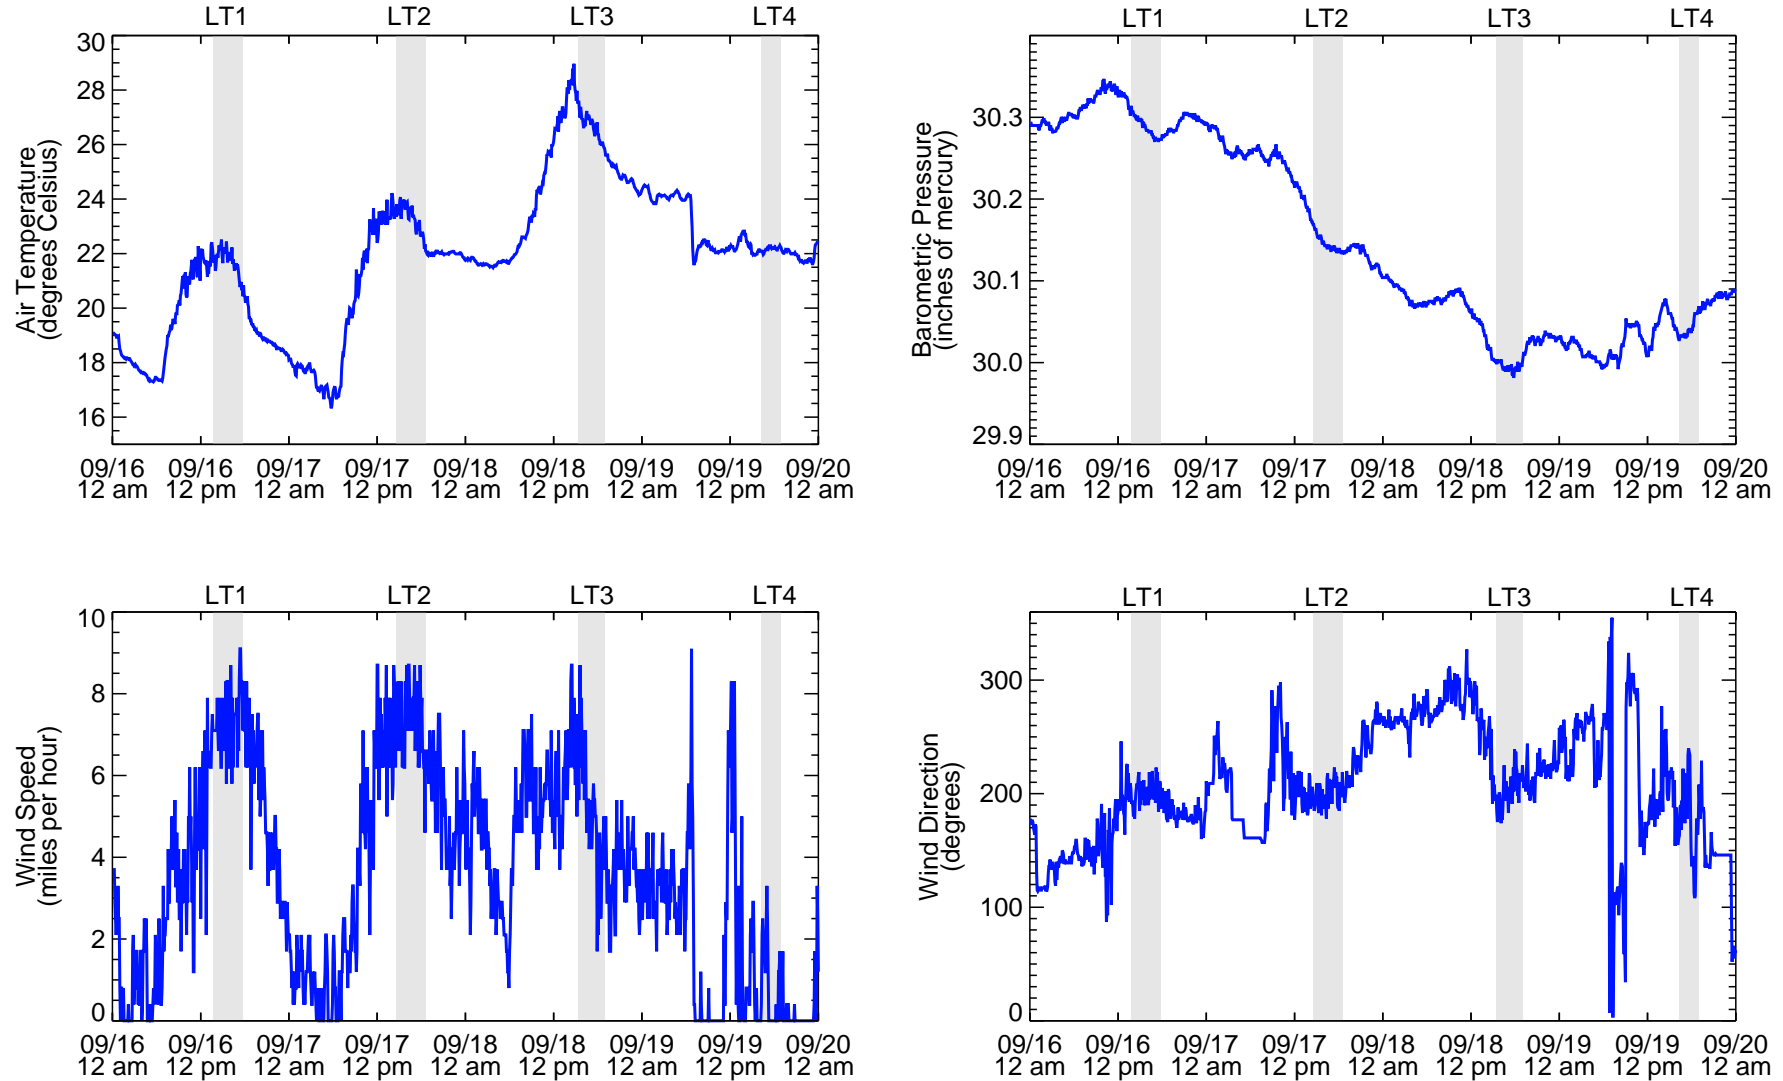 LT1 LT2 LT3 LT4
30
28
26
24
22
20
18
16
Air Temperature
(degrees Celsius)
09/16 09/16 09/17 09/17 09/18 09/18 09/19 09/19 09/20
12 am 12 pm 12 am 12 pm 12 am 12 pm 12 am 12 pm 12 am
LT1 LT2 LT3 LT4
30.3
30.2
30.1
30.0
29.9
Barometric Pressure
(inches of mercury)
09/16 09/16 09/17 09/17 09/18 09/18 09/19 09/19 09/20
12 am 12 pm 12 am 12 pm 12 am 12 pm 12 am 12 pm 12 am
LT1 LT2 LT3 LT4
10
8
6
4
2
0
Wind Speed
(miles per hour)
09/16 09/16 09/17 09/17 09/18 09/18 09/19 09/19 09/20
12 am 12 pm 12 am 12 pm 12 am 12 pm 12 am 12 pm 12 am
LT1 LT2 LT3 LT4
300
200
100
0
Wind Direction
(degrees)
09/16 09/16 09/17 09/17 09/18 09/18 09/19 09/19 09/20
12 am 12 pm 12 am 12 pm 12 am 12 pm 12 am 12 pm 12 am